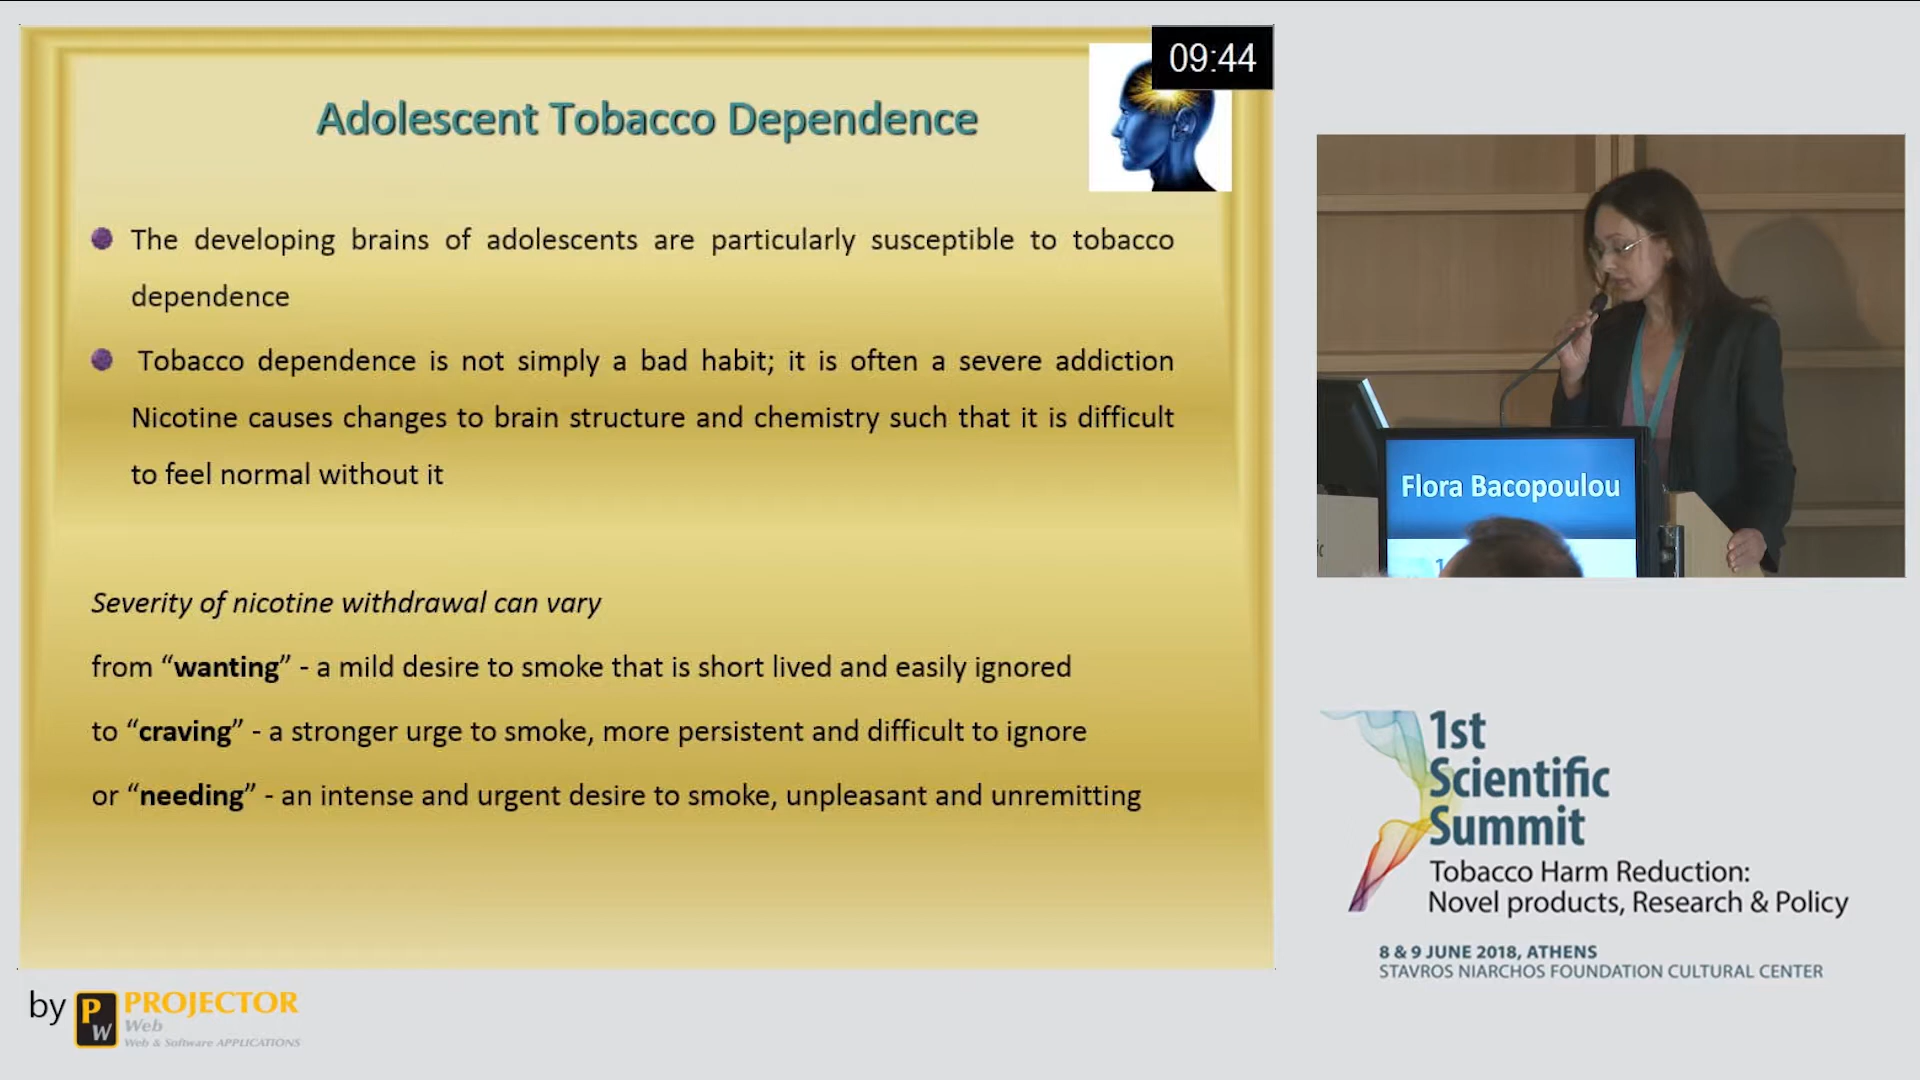 09:44
Adolescent Tobacco Dependence
The developing brains of adolescents are particularly susceptible to tobacco
dependence
Tobacco dependence is not simply a bad habit; it is often a severe addiction
Nicotine causes changes to brain structure and chemistry such that it is difficult
to feel normal without it
Severity of nicotine withdrawal can vary
from “wanting” - a mild desire to smoke that is short lived and easily ignored
to “craving” - a stronger urge to smoke, more persistent and difficult to ignore
or “needing” - an intense and urgent desire to smoke, unpleasant and unremitting
by PW PROJECTOR
Web
Web & Software APPLICATIONS
Flora Bacopoulou
1st
Scientific
Summit
Tobacco Harm Reduction:
Novel products, Research & Policy
8 & 9 JUNE 2018, ATHENS
STAVROS NIARCHOS FOUNDATION CULTURAL CENTER